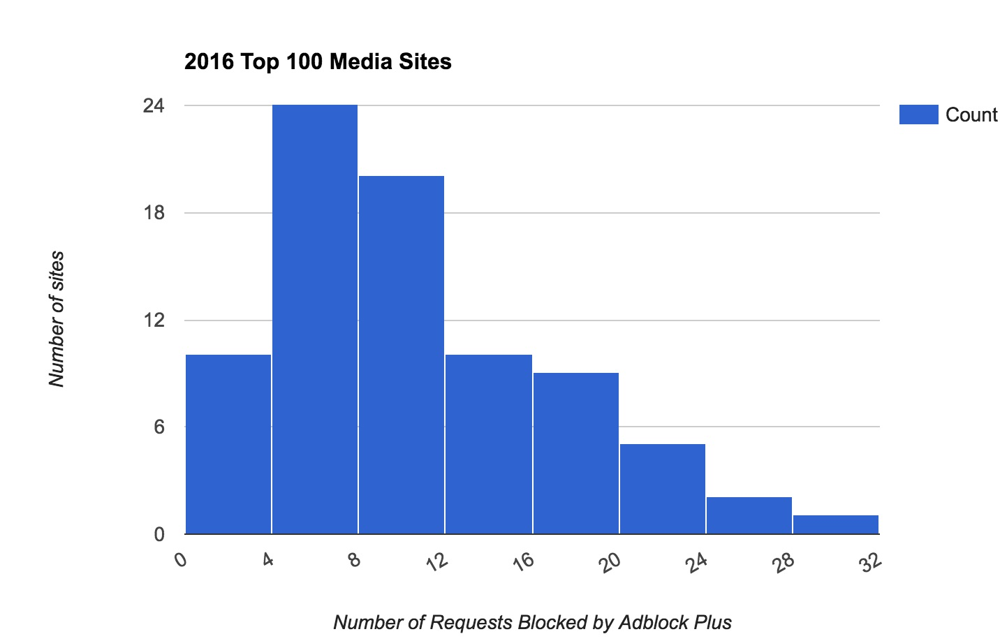 2016 Top 100 Media Sites
Count
Number of sites
24
18
12
6
0
0 4 8 12 16 20 24 28 32
Number of Requests Blocked by Adblock Plus